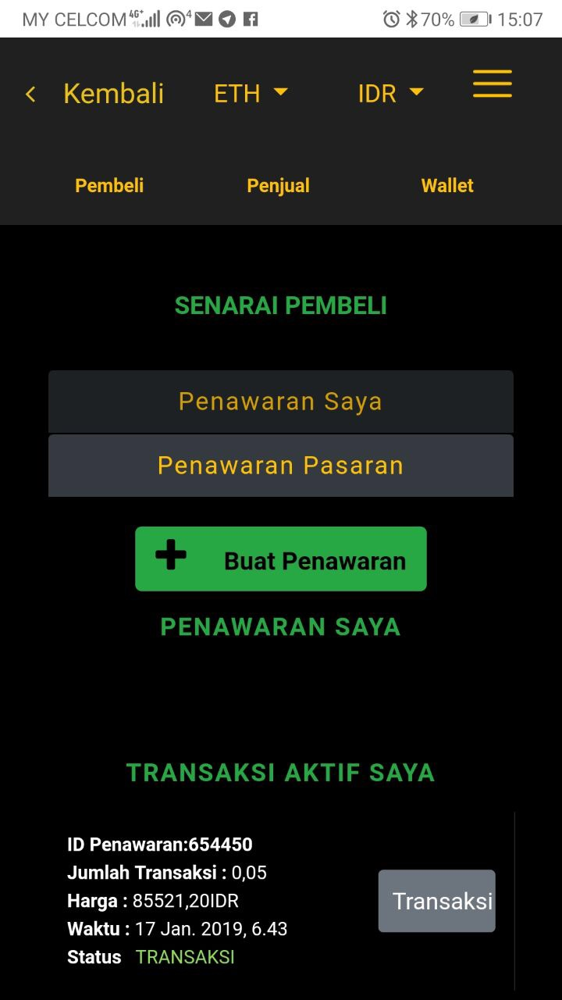 MY CELCOM 4G+ 4 70% 15:07
Kembali ETH IDR
Pembeli Penjual Wallet
SENARAI PEMBELI
Penawaran Saya
Penawaran Pasaran
Buat Penawaran
PENAWARAN SAYA
TRANSAKSI AKTIF SAYA
ID Penawaran:654450
Jumlah Transaksi : 0,05
Harga : 85521,20IDR
Transaksi
Waktu : 17 Jan. 2019, 6.43
Status TRANSAKSI